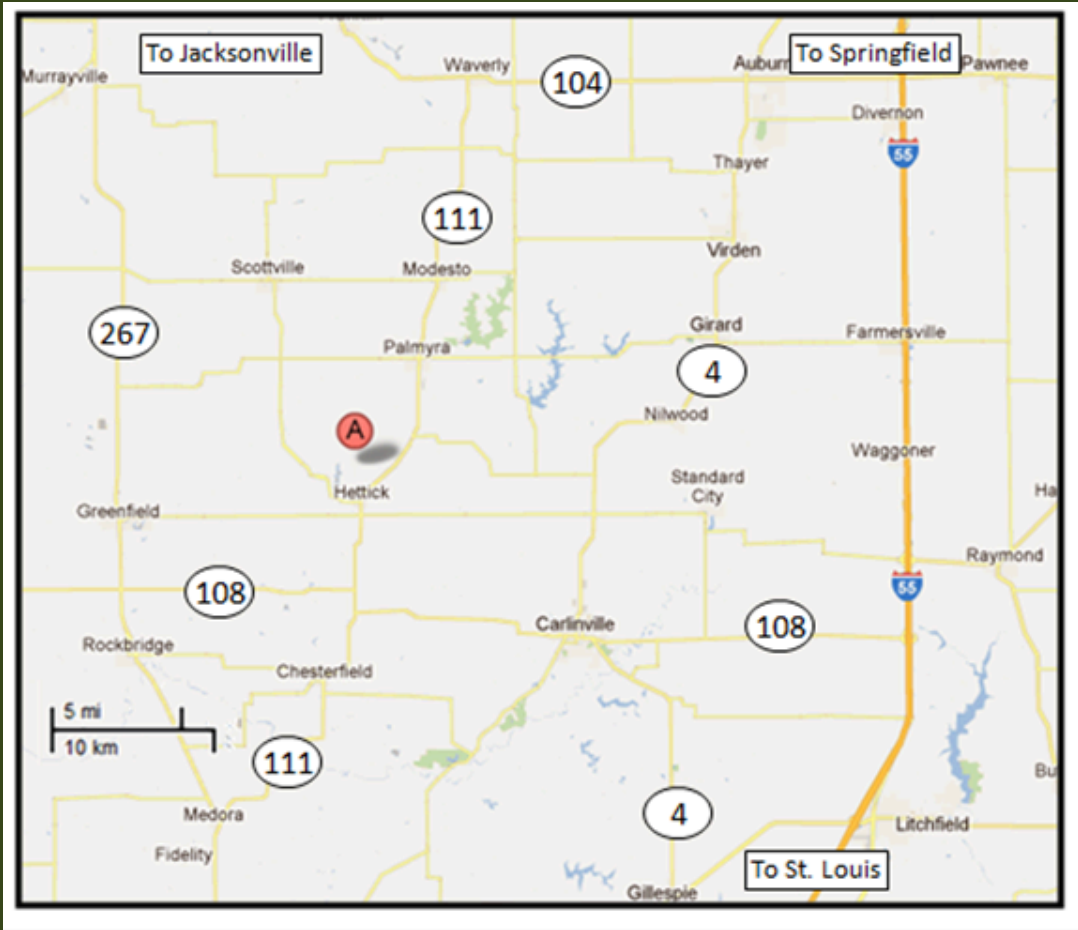 To Jacksonville
To Springfield
Murrayville
Waverly
104
Auburn
Pawnee
Divernon
55
Thayer
111
Virden
Scottville
Modesto
267
Girard
Farmersville
Palmyra
4
A
Nilwood
Waggoner
Hettick
Standard
City
Ha
Greenfield
Raymond
108
55
Carlinville
108
Rockbridge
Chesterfield
5 mi
10 km
111
Bu
Medora
4
Litchfield
Fidelity
To St. Louis
Gillespie